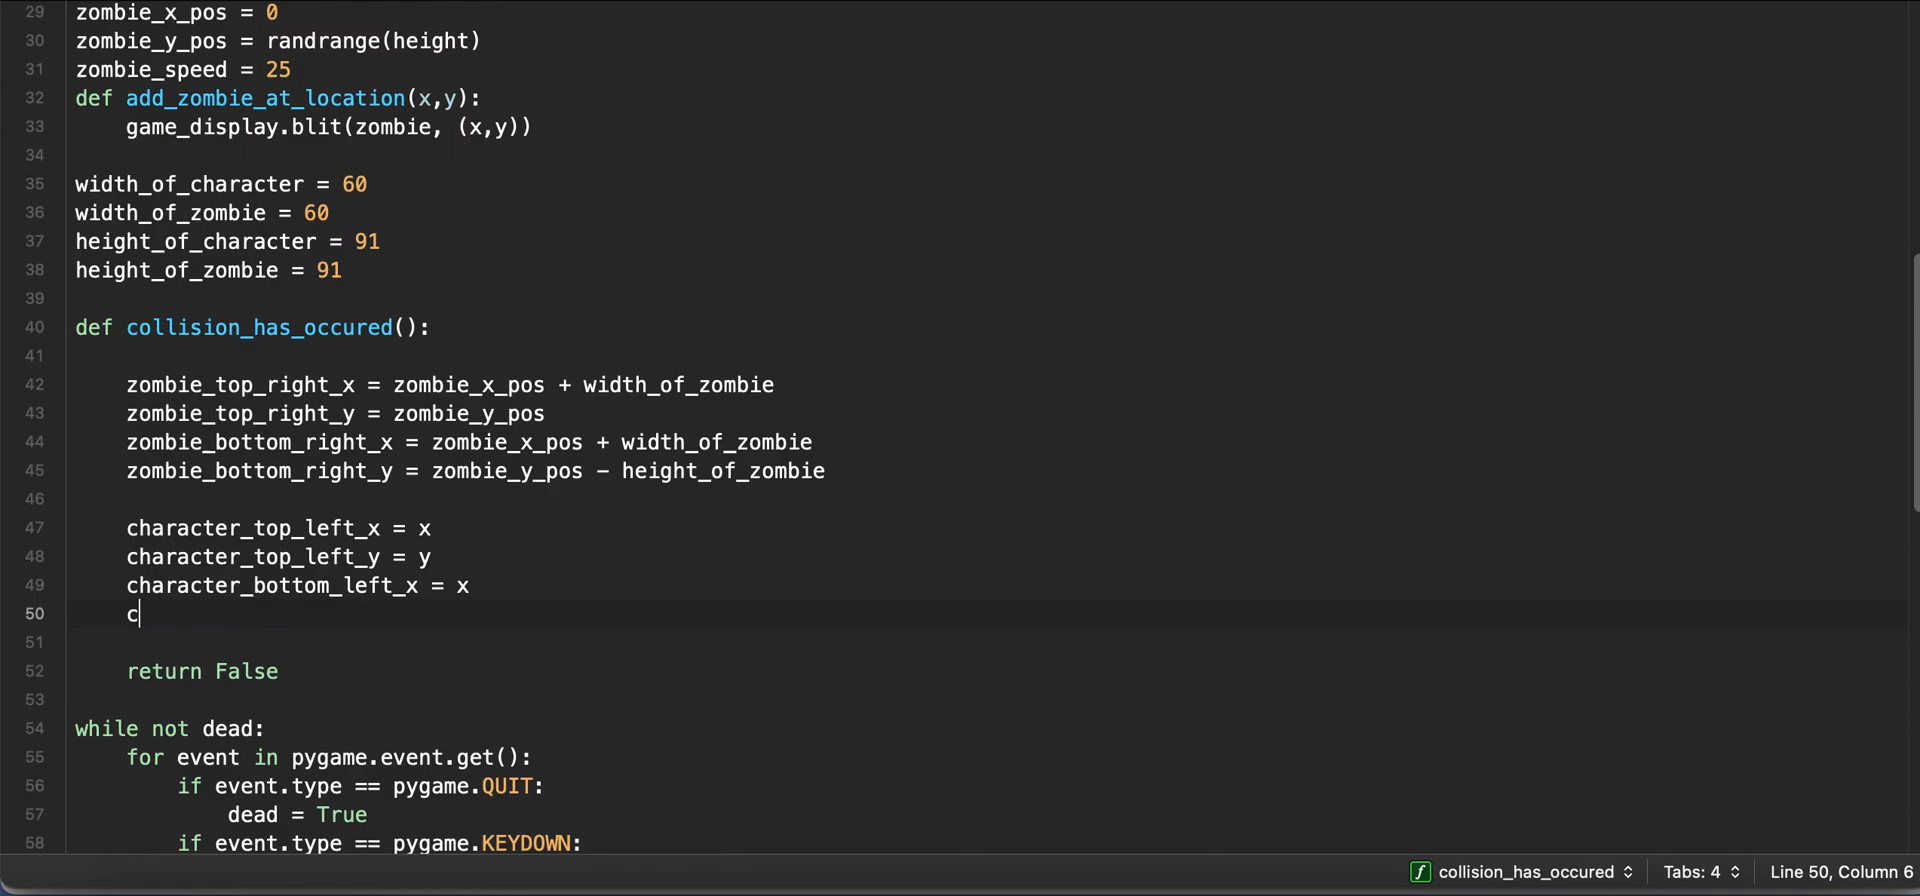 29 zombie_x_pos = 0
30 zombie_y_pos = randrange(height)
31 zombie_speed = 25
32 def add_zombie_at_location(x,y):
33     game_display.blit(zombie, (x,y))
34
35 width_of_character = 60
36 width_of_zombie = 60
37 height_of_character = 91
38 height_of_zombie = 91
39
40 def collision_has_occured():
41
42     zombie_top_right_x = zombie_x_pos + width_of_zombie
43     zombie_top_right_y = zombie_y_pos
44     zombie_bottom_right_x = zombie_x_pos + width_of_zombie
45     zombie_bottom_right_y = zombie_y_pos - height_of_zombie
46
47     character_top_left_x = x
48     character_top_left_y = y
49     character_bottom_left_x = x
50     c
51
52     return False
53
54 while not dead:
55     for event in pygame.event.get():
56         if event.type == pygame.QUIT:
57             dead = True
58         if event.type == pygame.KEYDOWN:
f collision_has_occured Tabs: 4 Line 50, Column 6